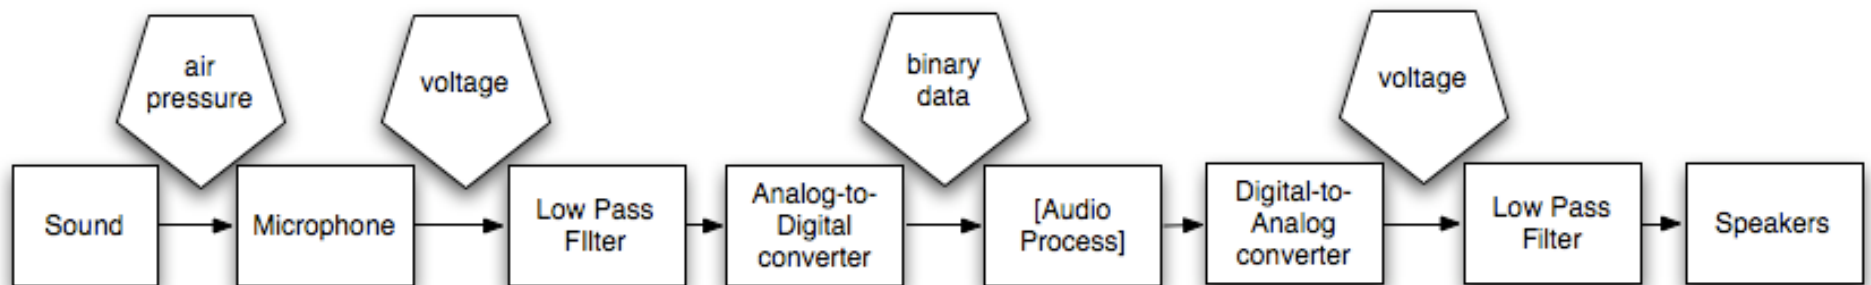 air
pressure
voltage
binary
data
voltage
Sound
Microphone
Low Pass
FIlter
Analog-to-
Digital
converter
[Audio
Process]
Digital-to-
Analog
converter
Low Pass
Filter
Speakers